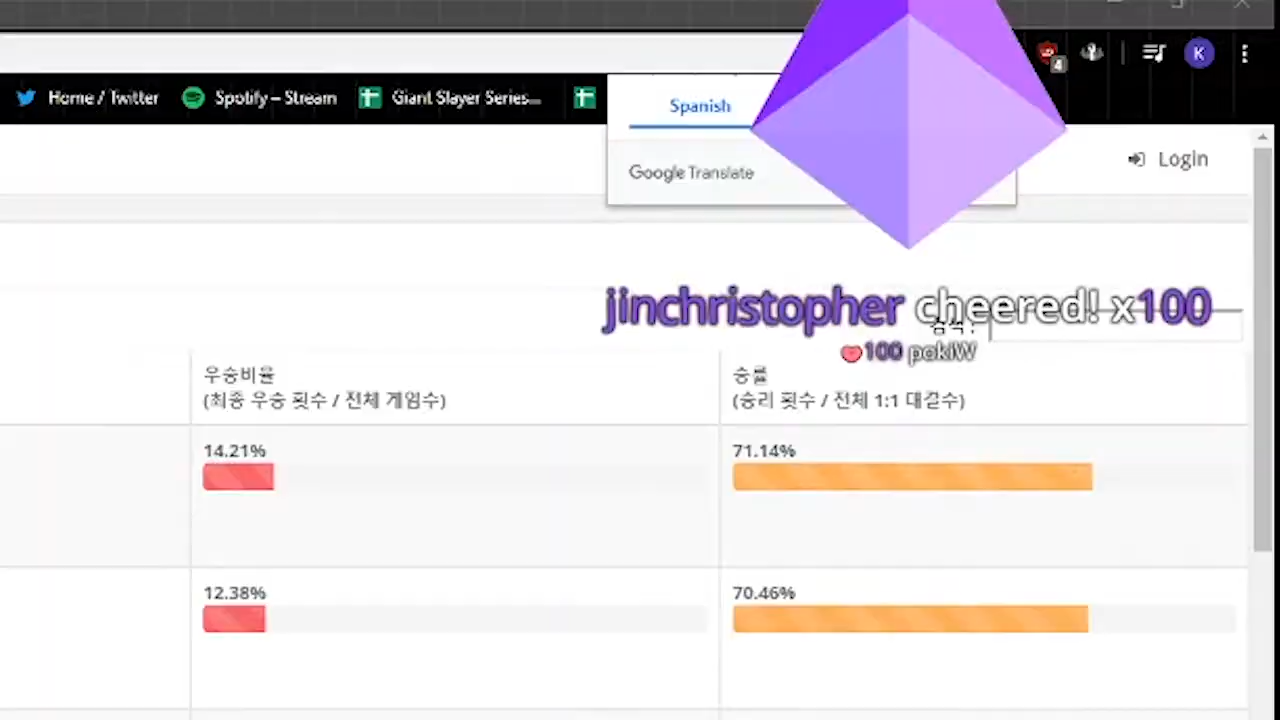 4
K
Home / Twitter
Spotify – Stream
Giant Slayer Series...
Spanish
Google Translate
Login
jinchristopher cheered! x100
100 pokiW
우승비율
(최종 우승 횟수 / 전체 게임수)
승률
(승리 횟수 / 전체 1:1 대결수)
14.21%
71.14%
12.38%
70.46%